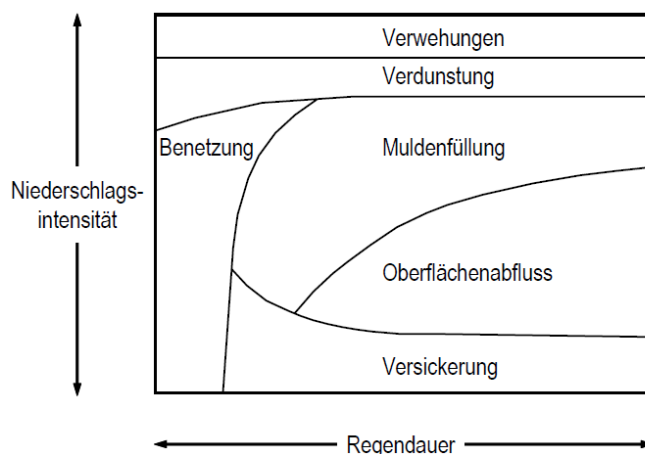 Verwehungen
Verdunstung
Benetzung
Muldenfüllung
Niederschlags-
intensität
Oberflächenabfluss
Versickerung
Regendauer